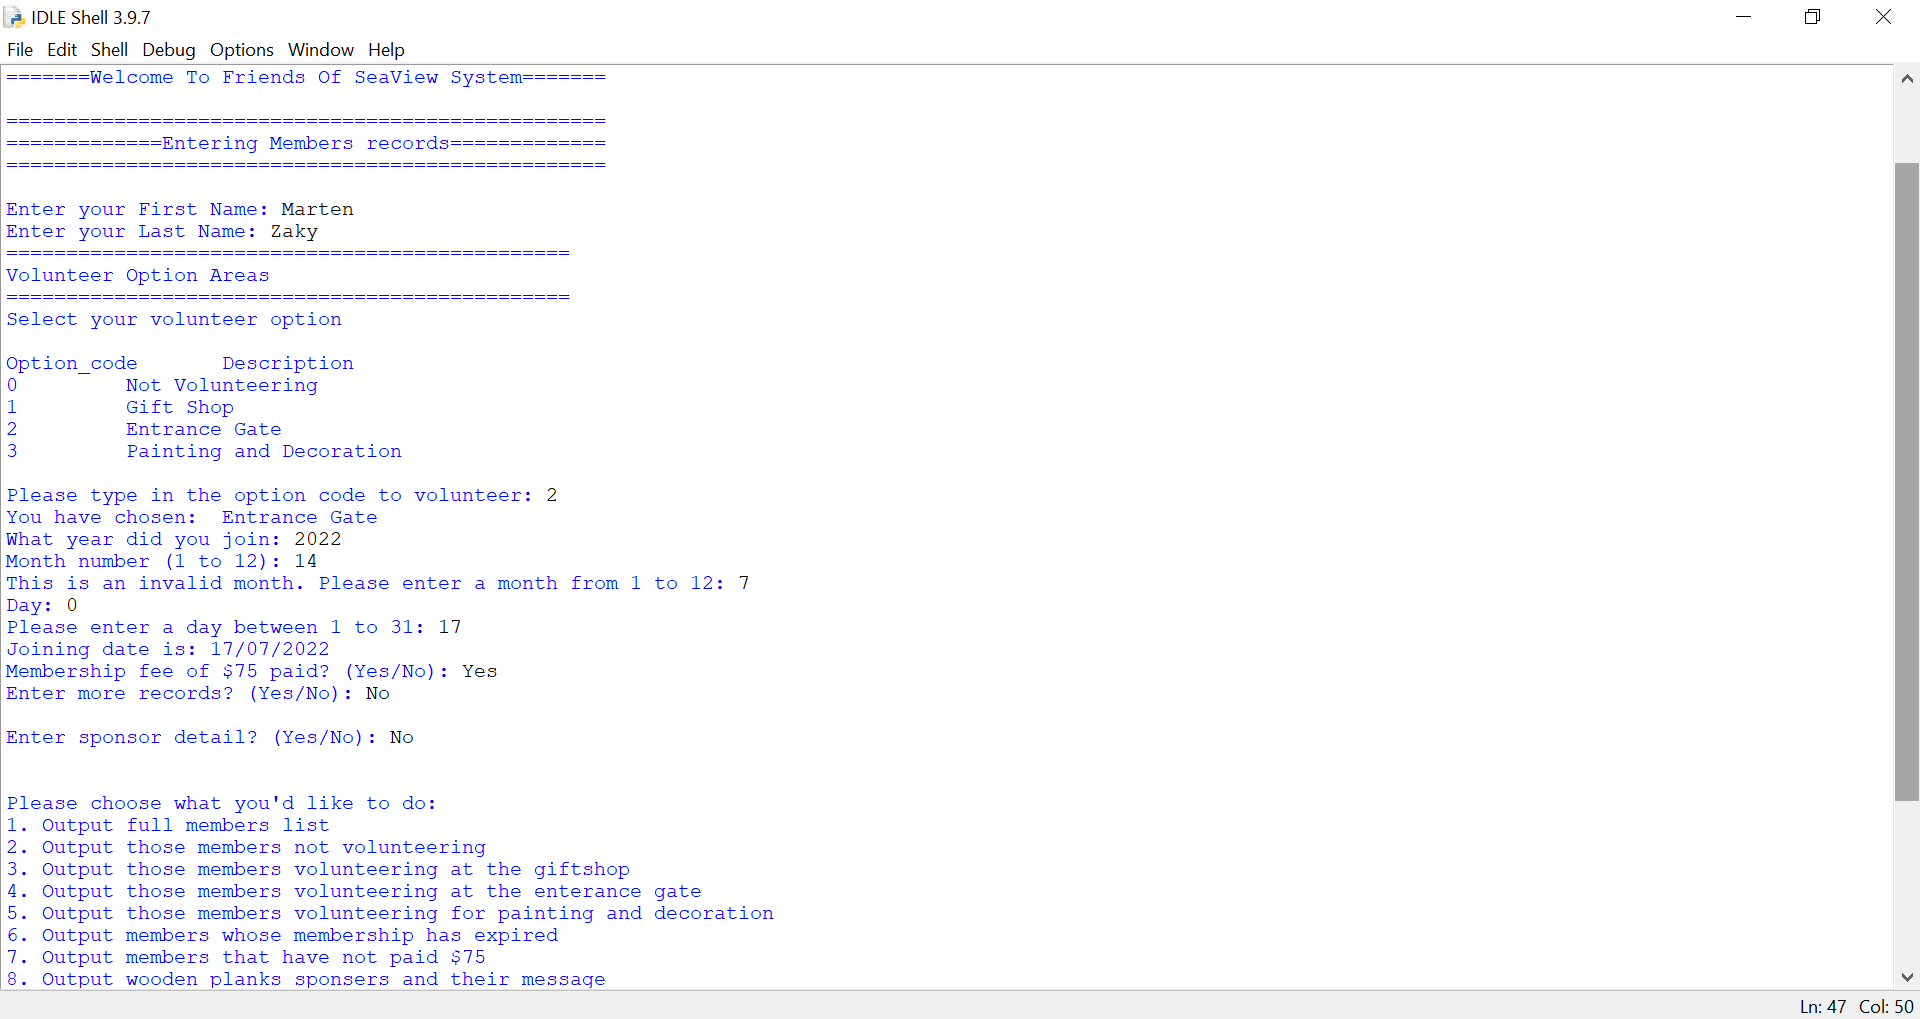 IDLE Shell 3.9.7
File Edit Shell Debug Options Window Help
=======Welcome To Friends Of SeaView System=======
==================================================
=============Entering Members records=============
==================================================
Enter your First Name: Marten
Enter your Last Name: Zaky
===============================================
Volunteer Option Areas
===============================================
Select your volunteer option
Option_code       Description
0         Not Volunteering
1         Gift Shop
2         Entrance Gate
3         Painting and Decoration
Please type in the option code to volunteer: 2
You have chosen:  Entrance Gate
What year did you join: 2022
Month number (1 to 12): 14
This is an invalid month. Please enter a month from 1 to 12: 7
Day: 0
Please enter a day between 1 to 31: 17
Joining date is: 17/07/2022
Membership fee of $75 paid? (Yes/No): Yes
Enter more records? (Yes/No): No
Enter sponsor detail? (Yes/No): No
Please choose what you'd like to do:
1. Output full members list
2. Output those members not volunteering
3. Output those members volunteering at the giftshop
4. Output those members volunteering at the enterance gate
5. Output those members volunteering for painting and decoration
6. Output members whose membership has expired
7. Output members that have not paid $75
8. Output wooden planks sponsers and their message
Ln: 47 Col: 50